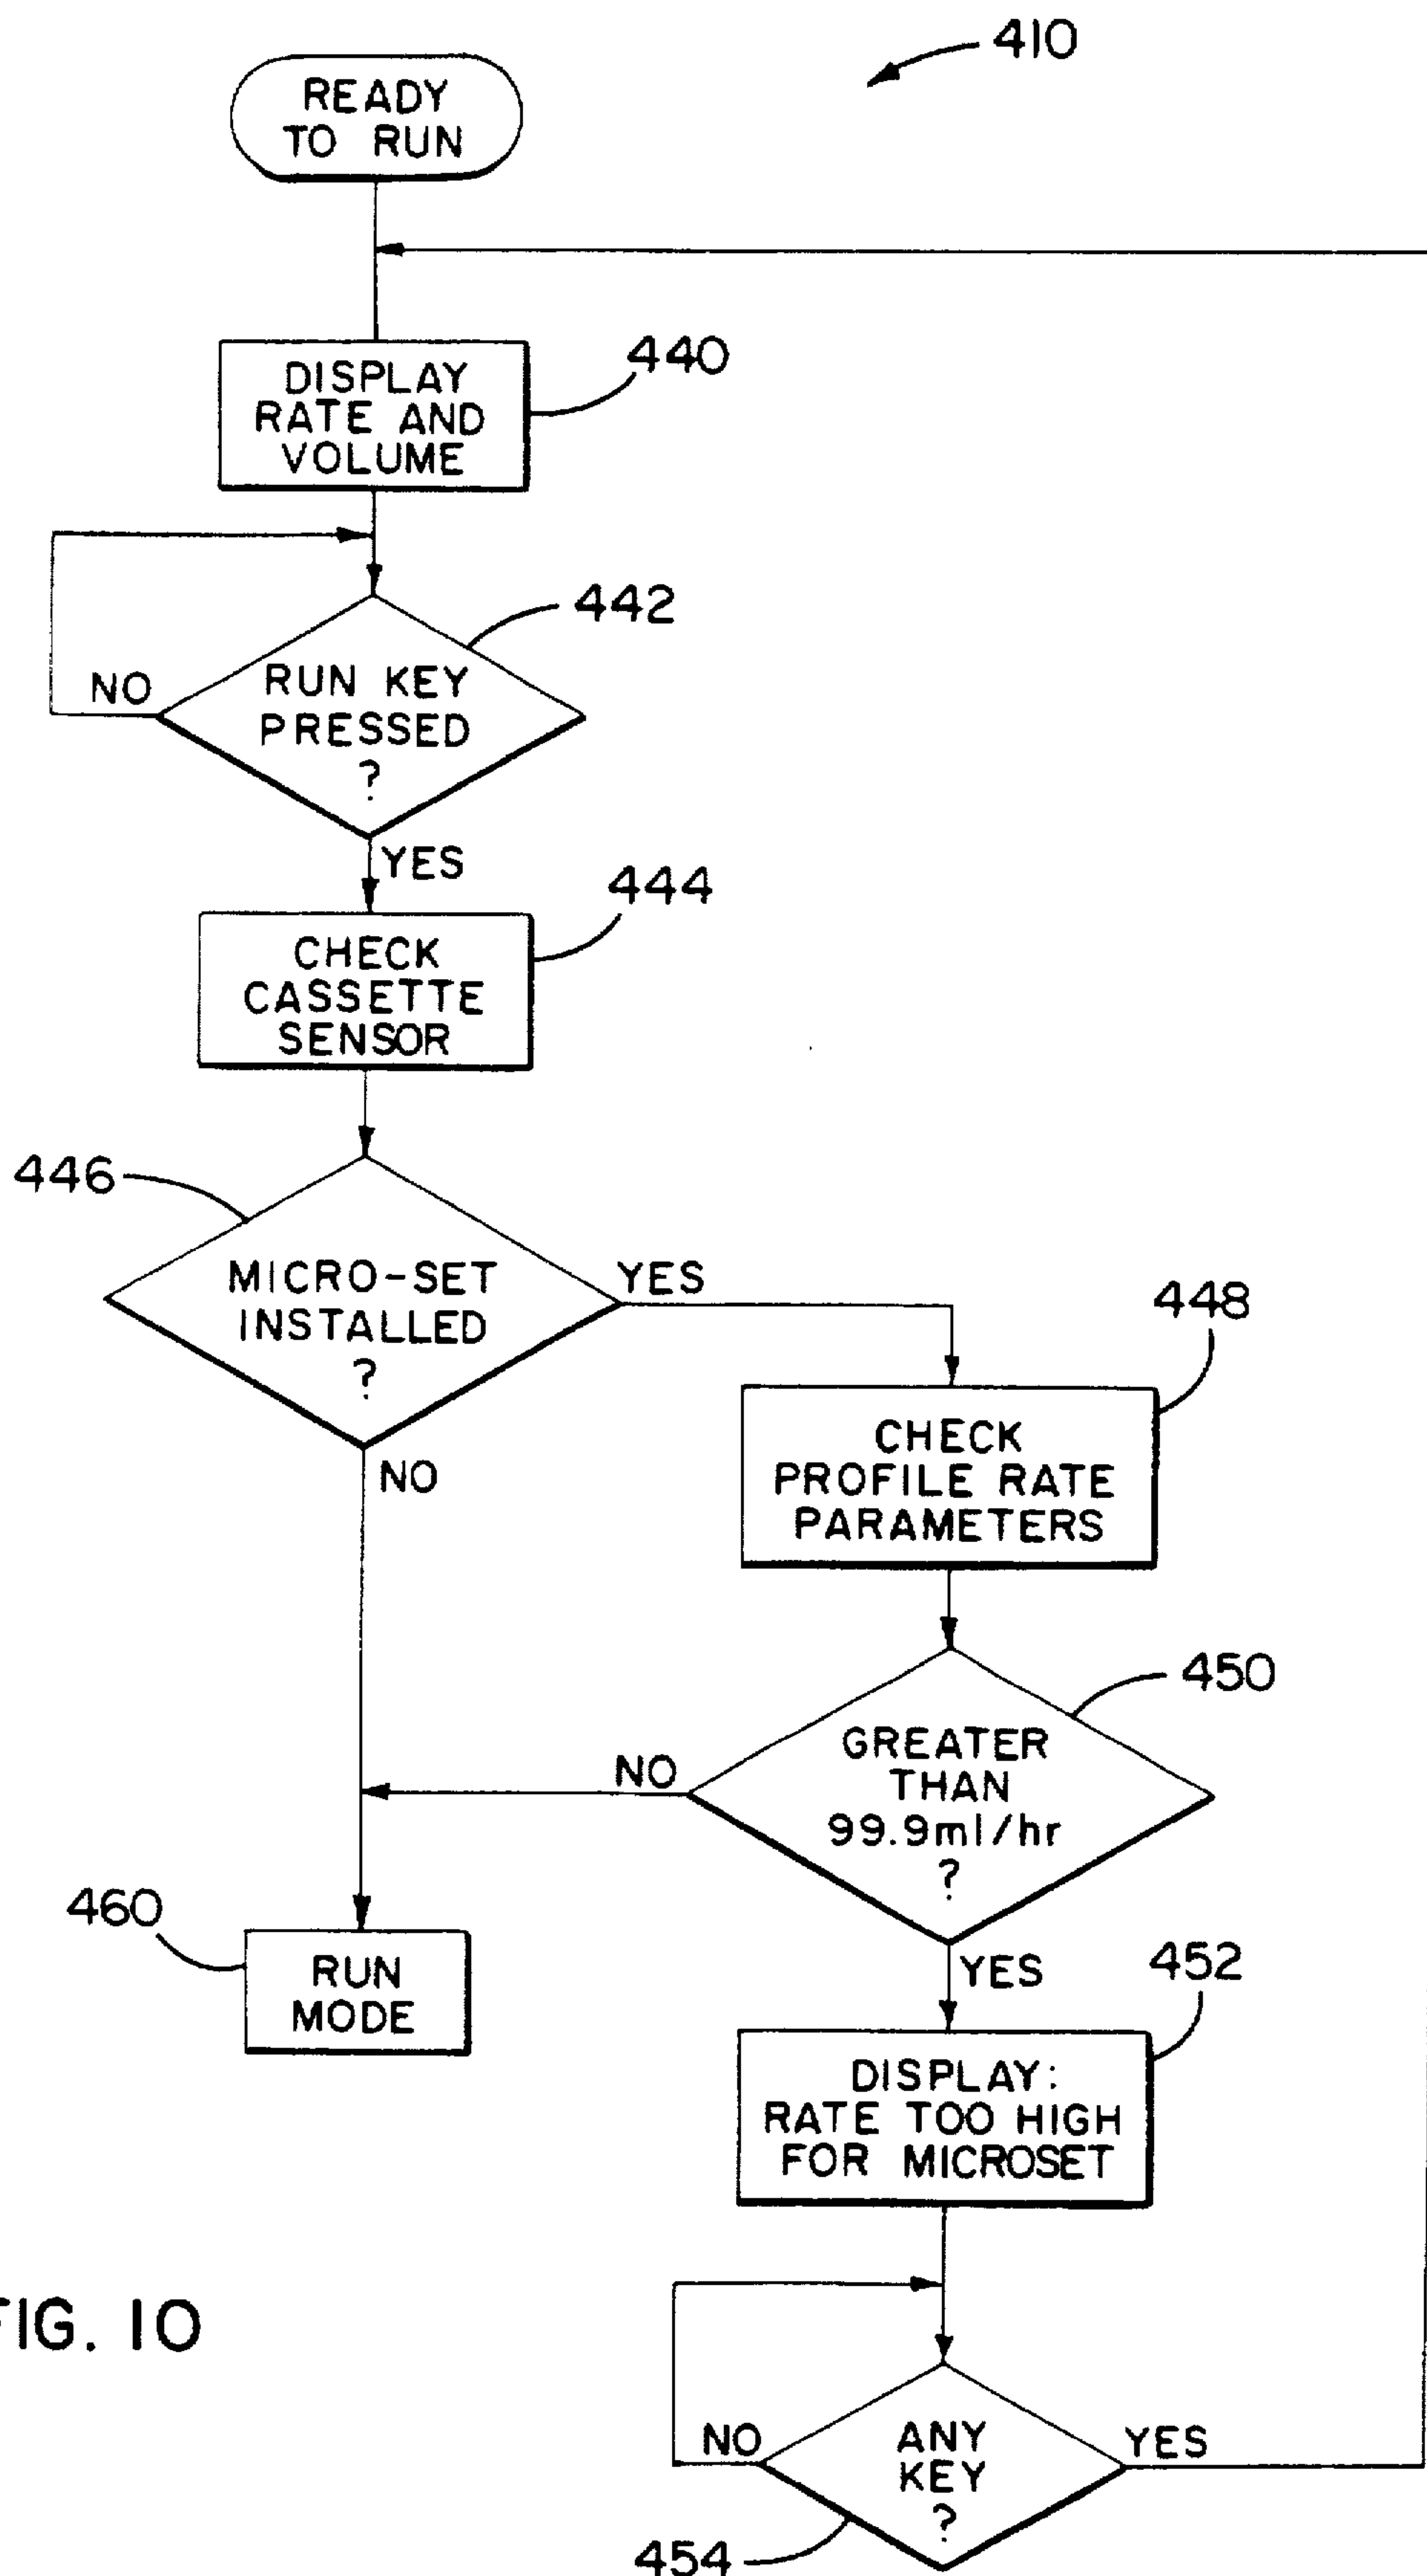 410
READY
TO RUN
DISPLAY
RATE AND
VOLUME
440
442
RUN KEY
PRESSED
?
NO
YES
444
CHECK
CASSETTE
SENSOR
446
MICRO-SET
INSTALLED
?
YES
NO
448
CHECK
PROFILE RATE
PARAMETERS
450
GREATER
THAN
99.9ml/hr
?
NO
YES
460
RUN
MODE
452
DISPLAY:
RATE TOO HIGH
FOR MICROSET
FIG. 10
ANY
KEY
?
NO
YES
454